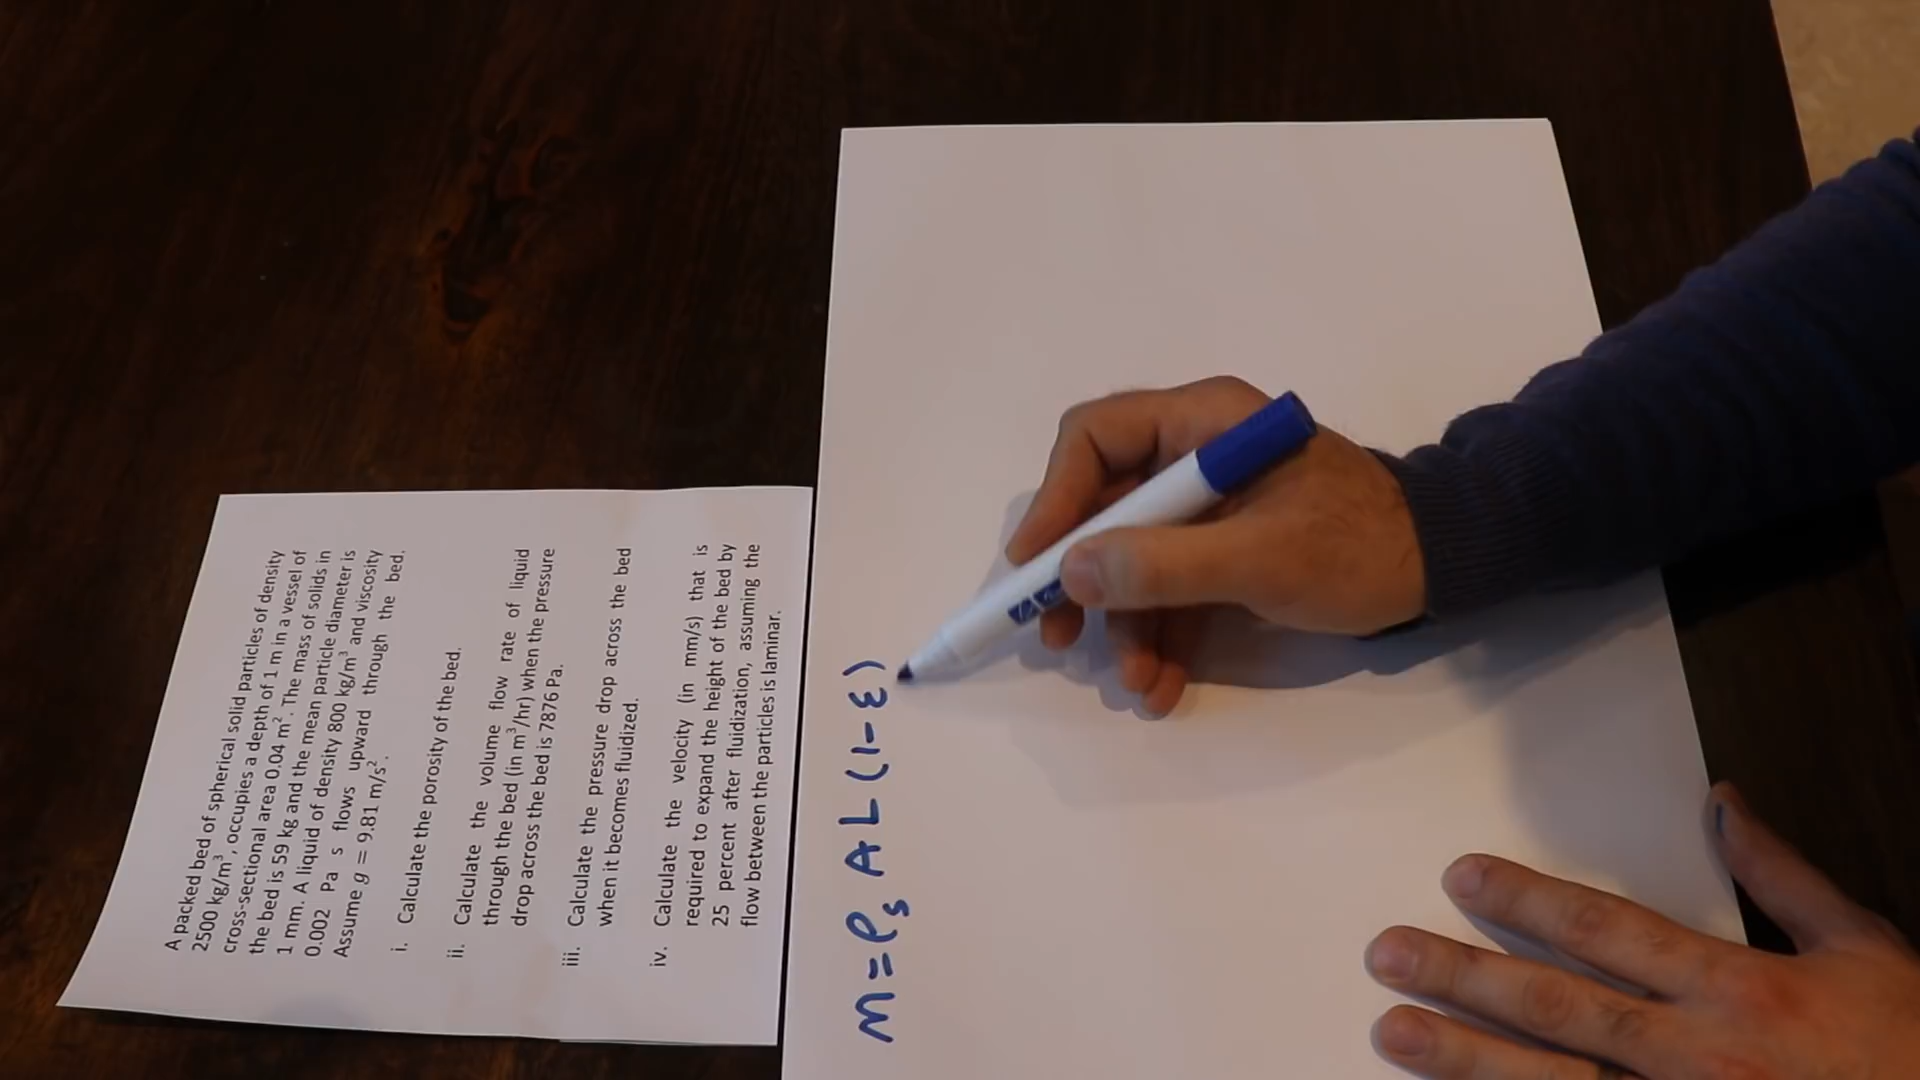 A packed bed of spherical solid particles of density
2500 kg/m³, occupies a depth of 1 m in a vessel of
cross-sectional area 0.04 m². The mass of solids in
the bed is 59 kg and the mean particle diameter is
1 mm. A liquid of density 800 kg/m³ and viscosity
0.002 Pa s flows upward through the bed.
Assume g = 9.81 m/s².
i. Calculate the porosity of the bed.
ii. Calculate the volume flow rate of liquid
through the bed (in m³/hr) when the pressure
drop across the bed is 7876 Pa.
iii. Calculate the pressure drop across the bed
when it becomes fluidized.
iv. Calculate the velocity (in mm/s) that is
required to expand the height of the bed by
25 percent after fluidization, assuming the
flow between the particles is laminar.
m = ρₛ A L (1 - ε)